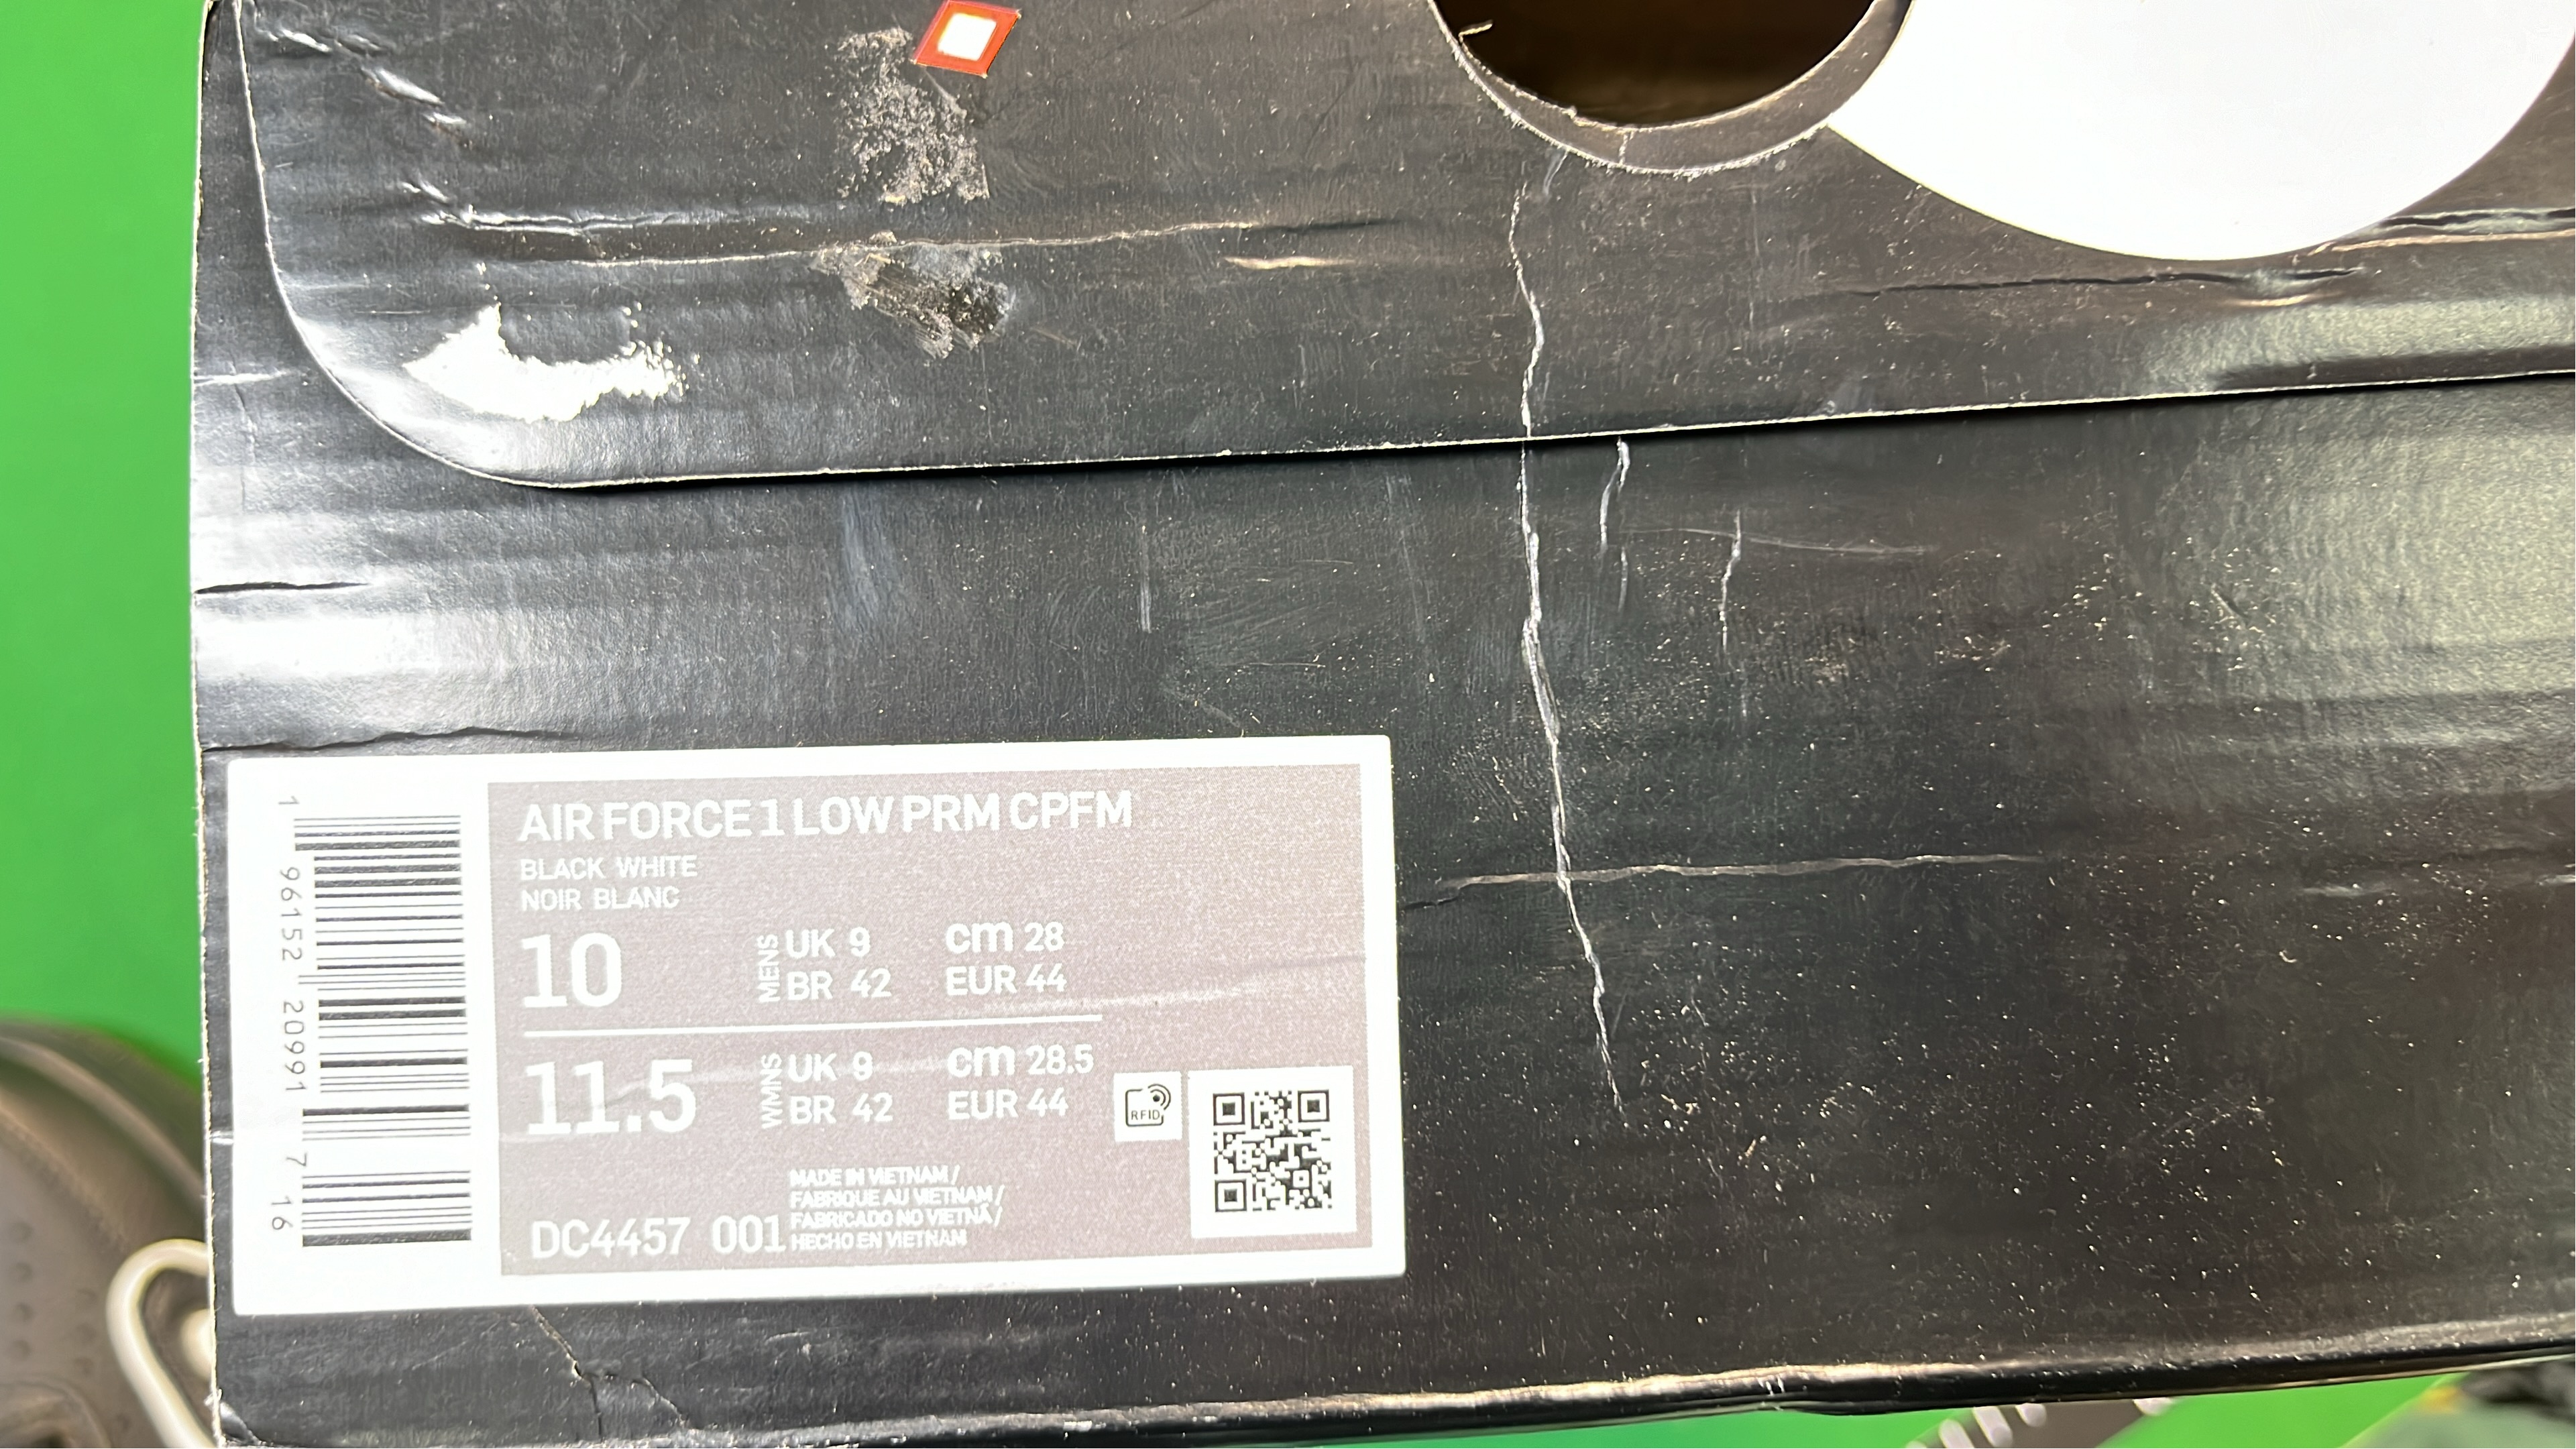 AIR FORCE 1 LOW PRM CPFM
BLACK WHITE
NOIR BLANC
10 MENS UK 9 cm 28
BR 42 EUR 44
11.5 WMNS UK 9 cm 28.5
BR 42 EUR 44
RFID
MADE IN VIETNAM /
FABRIQUE AU VIETNAM /
FABRICADO NO VIETNÃ /
HECHO EN VIETNAM
DC4457 001
1 96152 20991 7 16